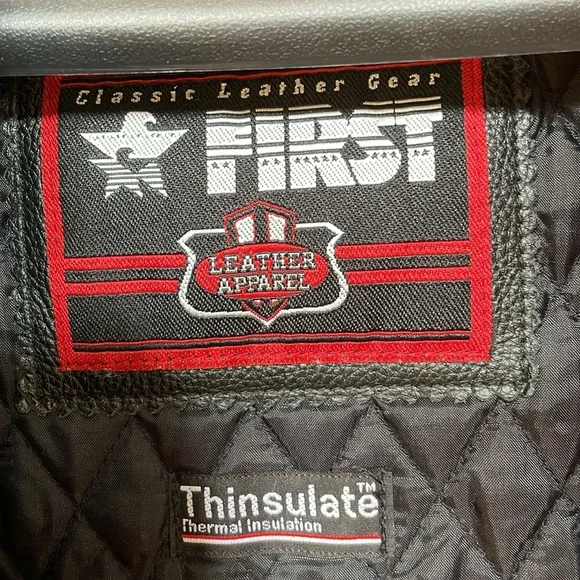 Classic Leather Gear
FIRST
LEATHER
APPAREL
Thinsulate™
Thermal Insulation